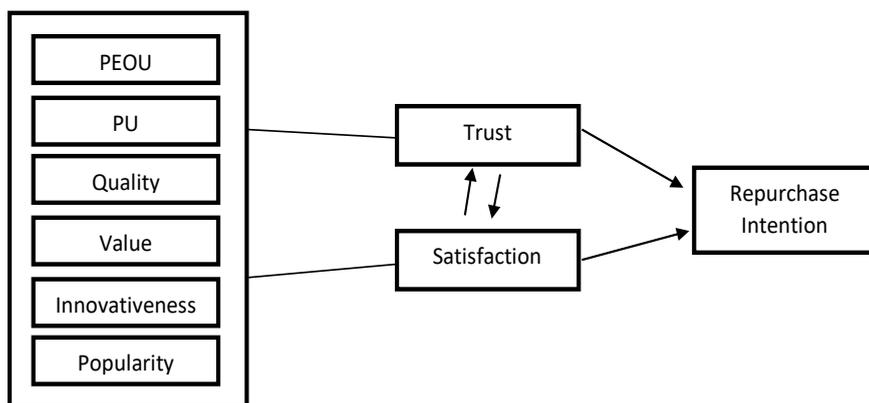 PEOU
PU
Quality
Value
Innovativeness
Popularity
Trust
Satisfaction
Repurchase
Intention